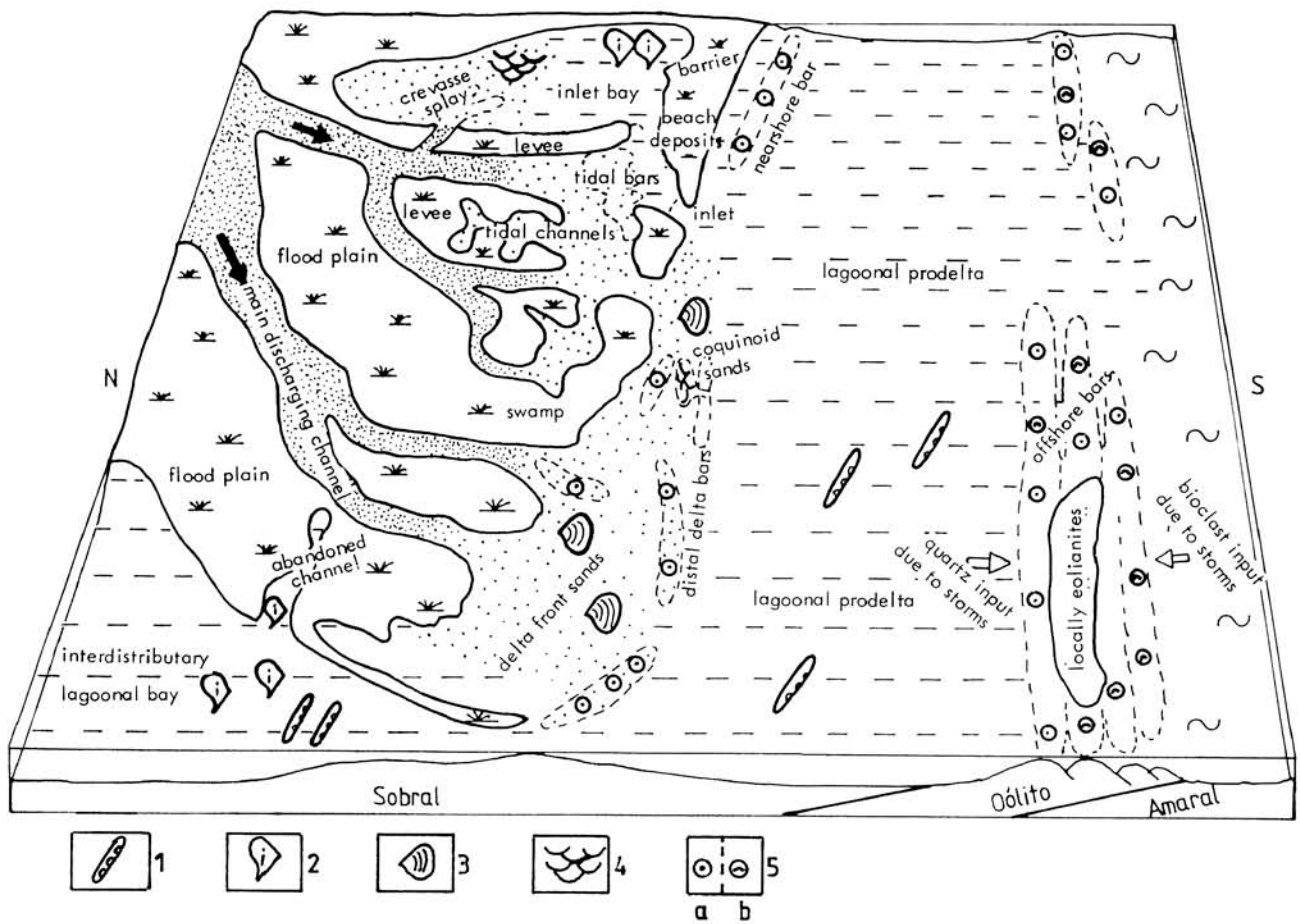 barrier
crevasse
splay
inlet bay
beach
deposits
nearshore bar
levee
tidal bars
levee
inlet
tidal channels
flood plain
lagoonal prodelta
main discharging channel
coquinoid
sands
N
S
swamp
offshore bars
flood plain
distal delta bars
bioclast input
due to storms
abandoned
channel
quartz input
due to storms
delta front sands
lagoonal prodelta
locally eolianites
interdistributary
lagoonal bay
Sobral
Oólito
Amaral
1
i 2
3
4
5
a b